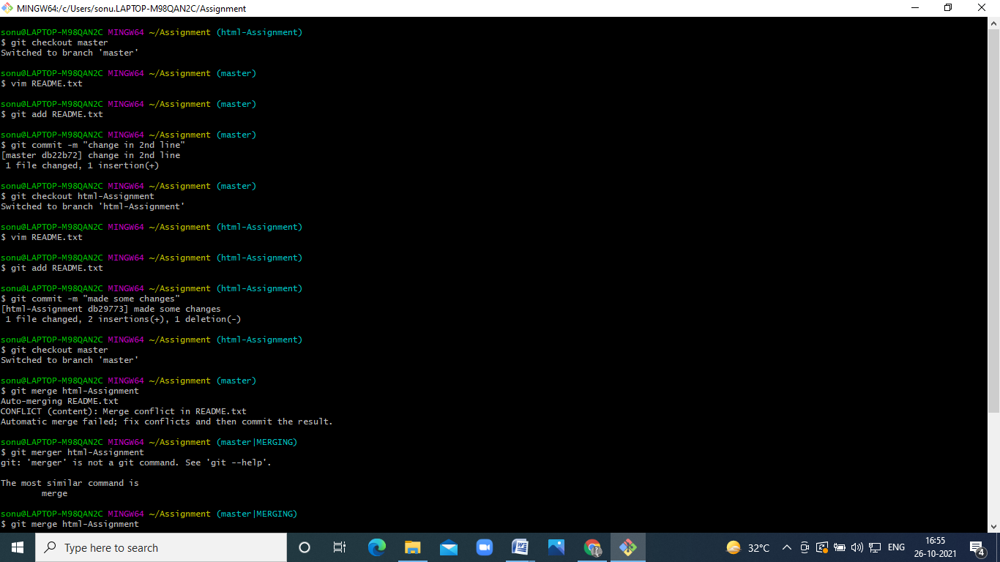 MINGW64:/c/Users/sonu.LAPTOP-M98QAN2C/Assignment
sonu@LAPTOP-M98QAN2C MINGW64 ~/Assignment (html-Assignment)
$ git checkout master
Switched to branch 'master'
sonu@LAPTOP-M98QAN2C MINGW64 ~/Assignment (master)
$ vim README.txt
sonu@LAPTOP-M98QAN2C MINGW64 ~/Assignment (master)
$ git add README.txt
sonu@LAPTOP-M98QAN2C MINGW64 ~/Assignment (master)
$ git commit -m "change in 2nd line"
[master db22b72] change in 2nd line
 1 file changed, 1 insertion(+)
sonu@LAPTOP-M98QAN2C MINGW64 ~/Assignment (master)
$ git checkout html-Assignment
Switched to branch 'html-Assignment'
sonu@LAPTOP-M98QAN2C MINGW64 ~/Assignment (html-Assignment)
$ vim README.txt
sonu@LAPTOP-M98QAN2C MINGW64 ~/Assignment (html-Assignment)
$ git add README.txt
sonu@LAPTOP-M98QAN2C MINGW64 ~/Assignment (html-Assignment)
$ git commit -m "made some changes"
[html-Assignment db29773] made some changes
 1 file changed, 2 insertions(+), 1 deletion(-)
sonu@LAPTOP-M98QAN2C MINGW64 ~/Assignment (html-Assignment)
$ git checkout master
Switched to branch 'master'
sonu@LAPTOP-M98QAN2C MINGW64 ~/Assignment (master)
$ git merge html-Assignment
Auto-merging README.txt
CONFLICT (content): Merge conflict in README.txt
Automatic merge failed; fix conflicts and then commit the result.
sonu@LAPTOP-M98QAN2C MINGW64 ~/Assignment (master|MERGING)
$ git merger html-Assignment
git: 'merger' is not a git command. See 'git --help'.
The most similar command is
        merge
sonu@LAPTOP-M98QAN2C MINGW64 ~/Assignment (master|MERGING)
$ git merge html-Assignment
Type here to search
32°C
ENG
16:55
26-10-2021
4